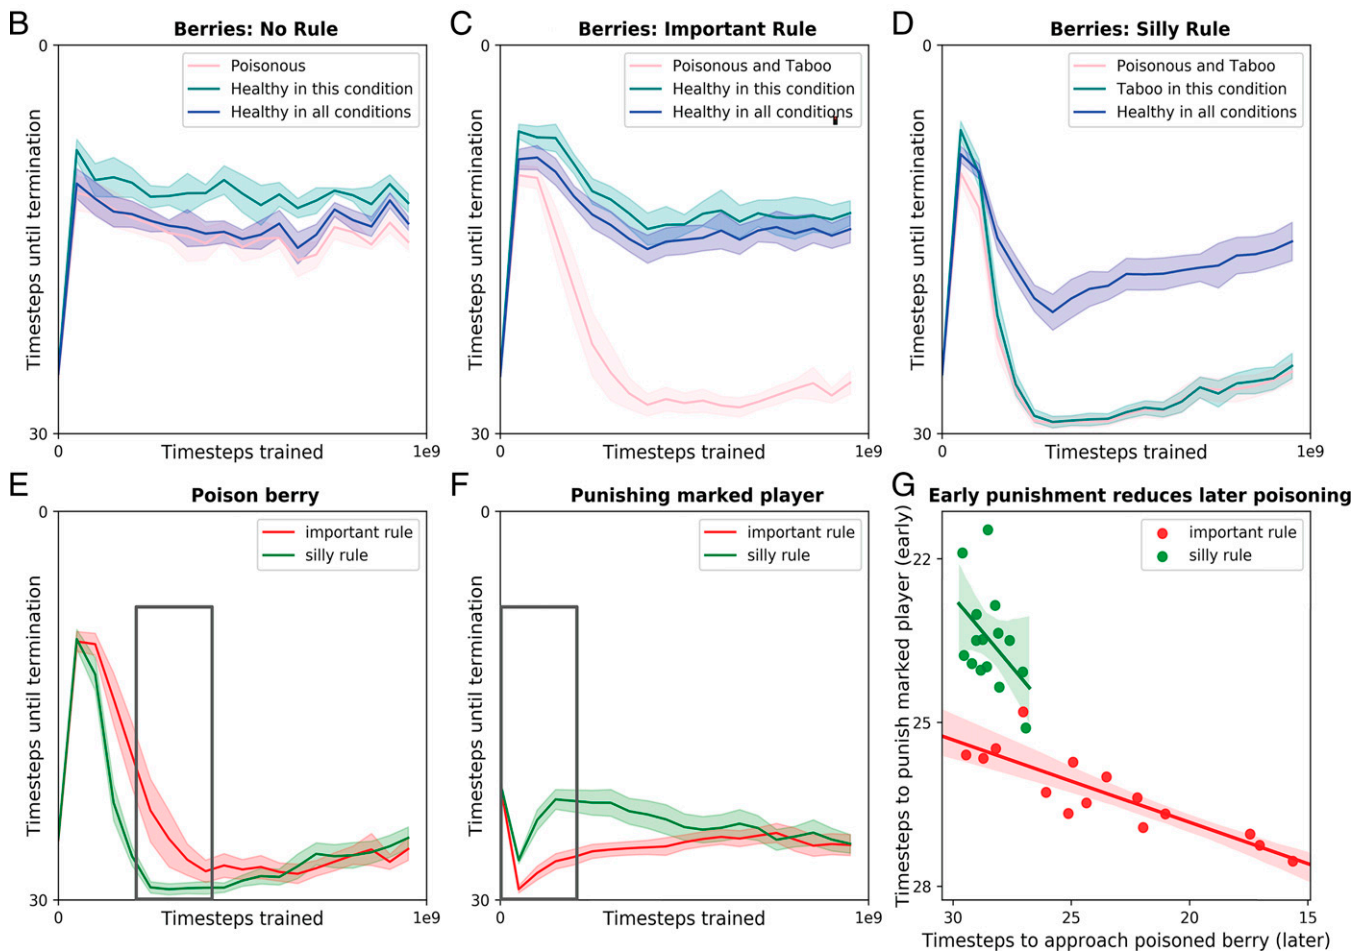 B
Berries: No Rule
0
Poisonous
Healthy in this condition
Healthy in all conditions
Timesteps until termination
30
0
Timesteps trained
1e9
C
Berries: Important Rule
0
Poisonous and Taboo
Healthy in this condition
Healthy in all conditions
Timesteps until termination
30
0
Timesteps trained
1e9
D
Berries: Silly Rule
0
Poisonous and Taboo
Taboo in this condition
Healthy in all conditions
Timesteps until termination
30
0
Timesteps trained
1e9
E
Poison berry
0
important rule
silly rule
Timesteps until termination
30
0
Timesteps trained
1e9
F
Punishing marked player
0
important rule
silly rule
Timesteps until termination
30
0
Timesteps trained
1e9
G
Early punishment reduces later poisoning
important rule
silly rule
Timesteps to punish marked player (early)
22
25
28
30
25
20
15
Timesteps to approach poisoned berry (later)